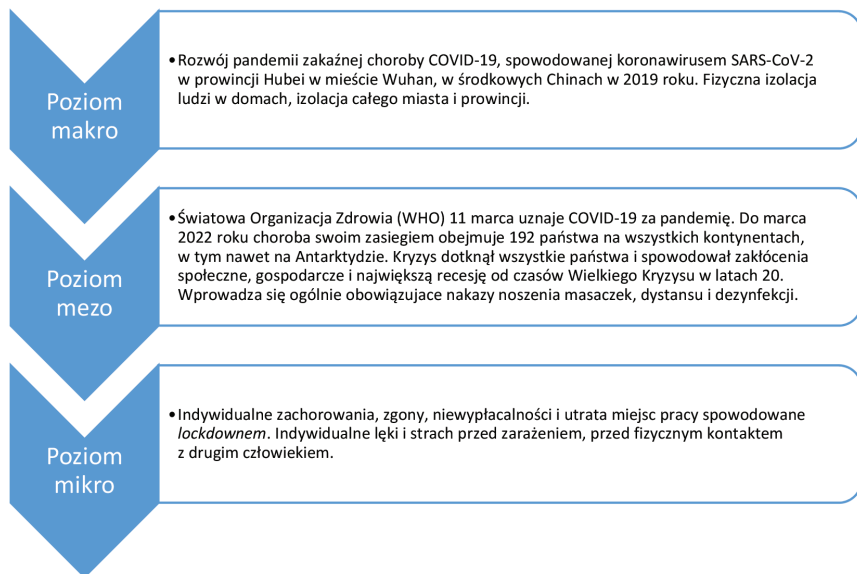 Poziom
makro
•Rozwój pandemii zakaźnej choroby COVID-19, spowodowanej koronawirusem SARS-CoV-2
w prowincji Hubei w mieście Wuhan, w środkowych Chinach w 2019 roku. Fizyczna izolacja
ludzi w domach, izolacja całego miasta i prowincji.
Poziom
mezo
•Światowa Organizacja Zdrowia (WHO) 11 marca uznaje COVID-19 za pandemię. Do marca
2022 roku choroba swoim zasiegiem obejmuje 192 państwa na wszystkich kontynentach,
w tym nawet na Antarktydzie. Kryzys dotknął wszystkie państwa i spowodował zakłócenia
społeczne, gospodarcze i największą recesję od czasów Wielkiego Kryzysu w latach 20.
Wprowadza się ogólnie obowiązujace nakazy noszenia masaczek, dystansu i dezynfekcji.
Poziom
mikro
•Indywidualne zachorowania, zgony, niewypłacalności i utrata miejsc pracy spowodowane
lockdownem. Indywidualne lęki i strach przed zarażeniem, przed fizycznym kontaktem
z drugim człowiekiem.